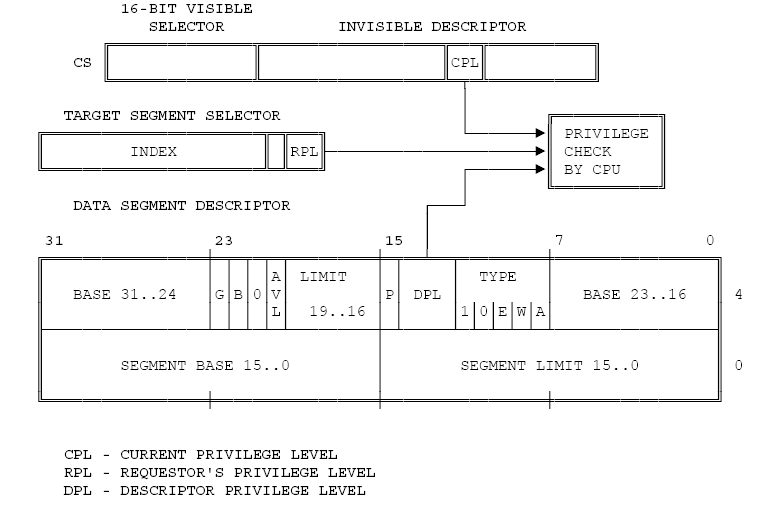 16-BIT VISIBLE
SELECTOR INVISIBLE DESCRIPTOR
CS CPL
TARGET SEGMENT SELECTOR
INDEX RPL
PRIVILEGE
CHECK
BY CPU
DATA SEGMENT DESCRIPTOR
31 23 15 7 0
BASE 31..24 G B 0 AVL LIMIT 19..16 P DPL TYPE 1 0 E W A BASE 23..16 4
SEGMENT BASE 15..0 SEGMENT LIMIT 15..0 0
CPL - CURRENT PRIVILEGE LEVEL
RPL - REQUESTOR'S PRIVILEGE LEVEL
DPL - DESCRIPTOR PRIVILEGE LEVEL